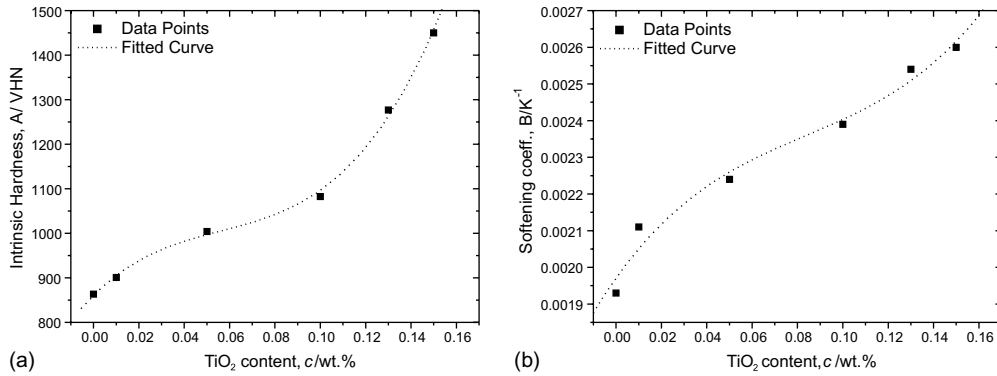 1500
1400
1300
1200
1100
1000
900
800
Intrinsic Hardness, A/ VHN
Data Points
Fitted Curve
0.00 0.02 0.04 0.06 0.08 0.10 0.12 0.14 0.16
TiO₂ content, c/wt.%
(a)
0.0027
0.0026
0.0025
0.0024
0.0023
0.0022
0.0021
0.0020
0.0019
Softening coeff., B/K⁻¹
Data Points
Fitted Curve
0.00 0.02 0.04 0.06 0.08 0.10 0.12 0.14 0.16
TiO₂ content, c/wt.%
(b)